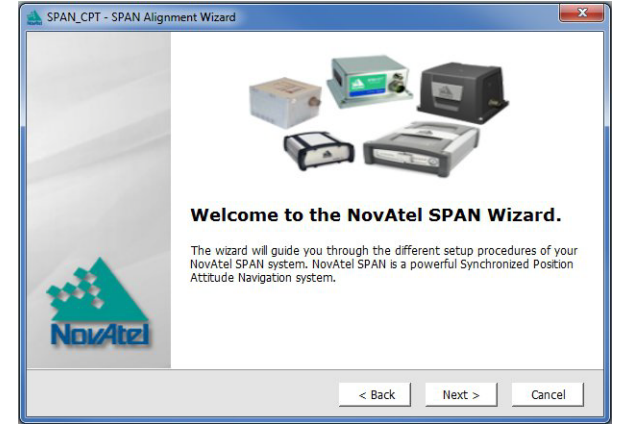 SPAN_CPT - SPAN Alignment Wizard
Welcome to the NovAtel SPAN Wizard.
The wizard will guide you through the different setup procedures of your
NovAtel SPAN system. NovAtel SPAN is a powerful Synchronized Position
Attitude Navigation system.
NovAtel
< Back
Next >
Cancel